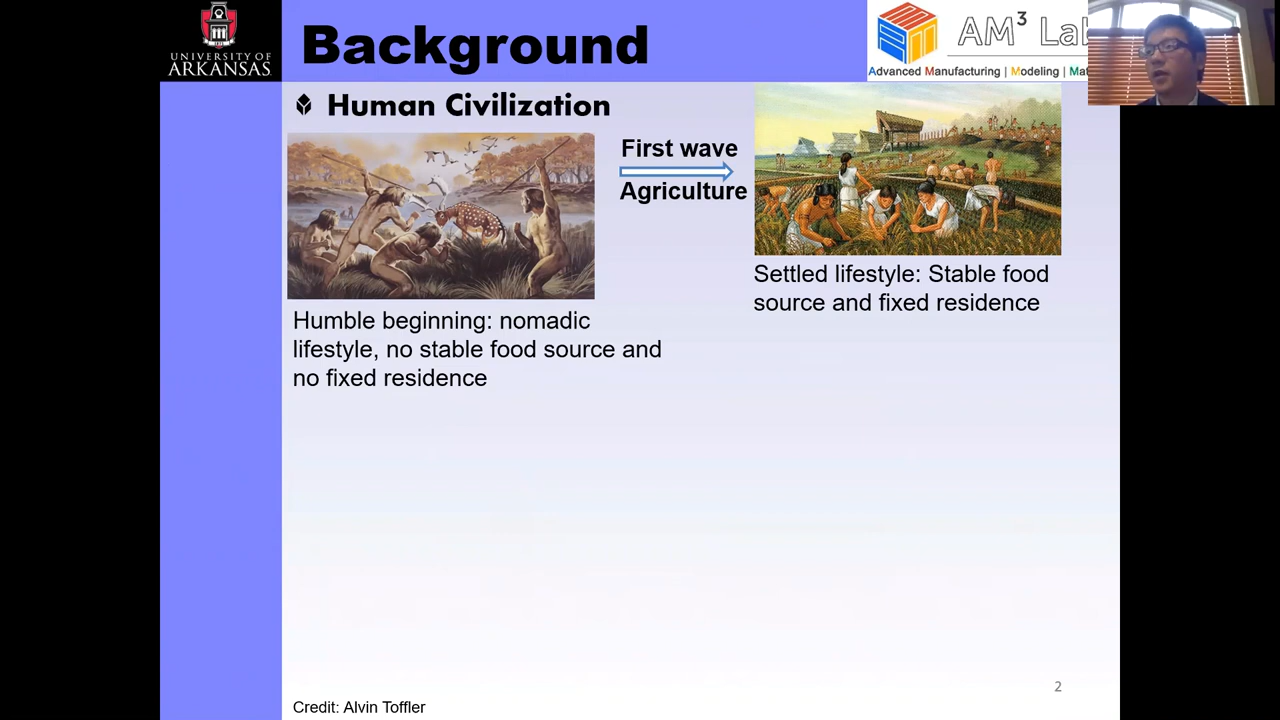 UNIVERSITY OF
ARKANSAS
Background
AM³ Lab
Advanced Manufacturing | Modeling |
Human Civilization
First wave
Agriculture
Settled lifestyle: Stable food
source and fixed residence
Humble beginning: nomadic
lifestyle, no stable food source and
no fixed residence
2
Credit: Alvin Toffler